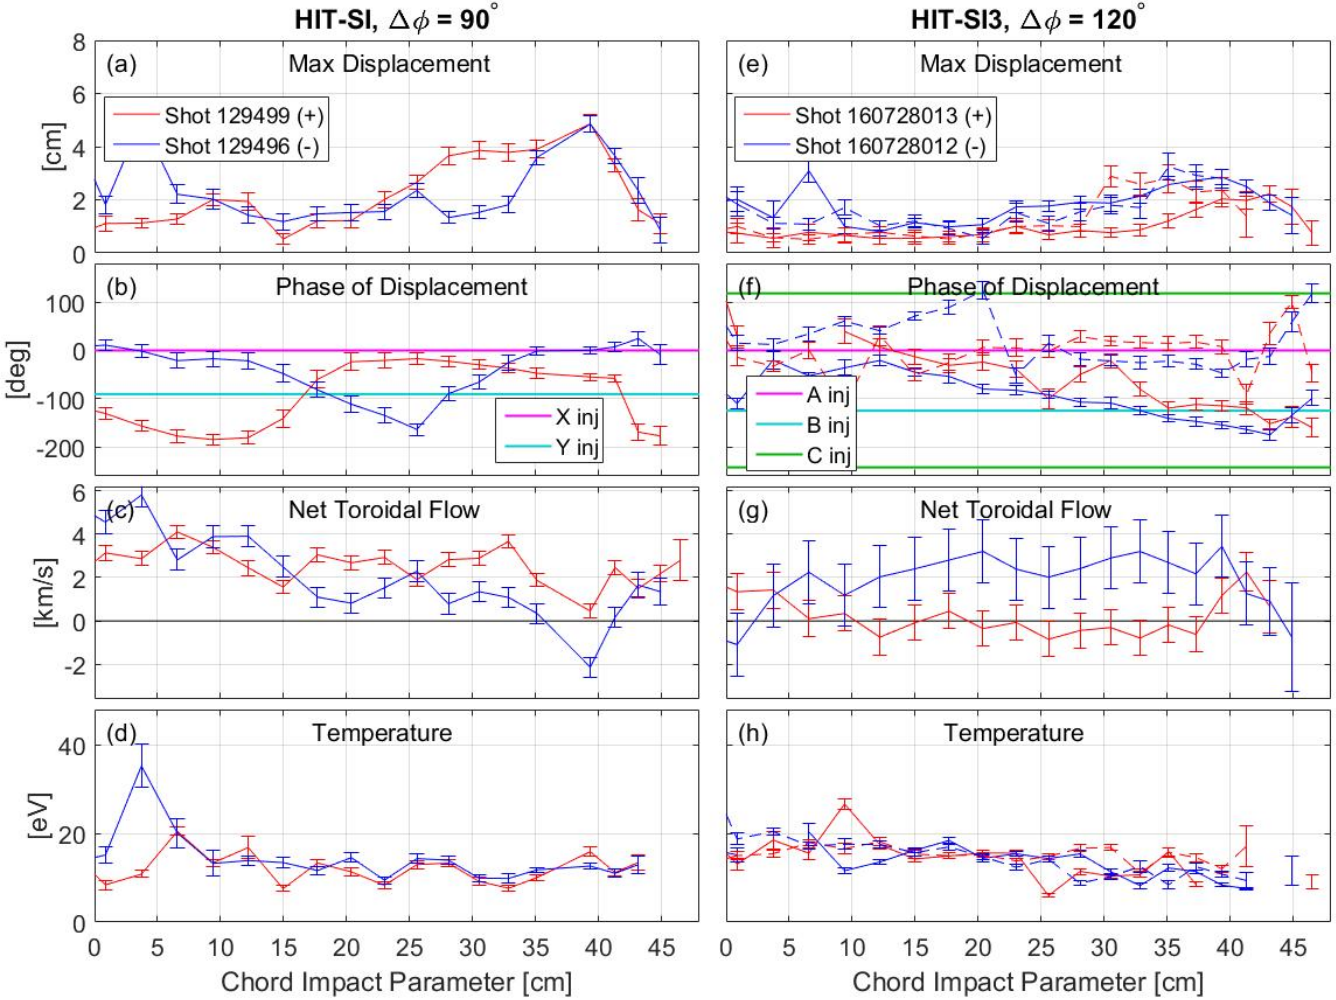 HIT-SI, Δϕ = 90°
HIT-SI3, Δϕ = 120°
(a) Max Displacement
Shot 129499 (+)
Shot 129496 (-)
8
6
4
2
0
[cm]
(e) Max Displacement
Shot 160728013 (+)
Shot 160728012 (-)
(b) Phase of Displacement
X inj
Y inj
100
0
-100
-200
[deg]
(f) Phase of Displacement
A inj
B inj
C inj
(c) Net Toroidal Flow
6
4
2
0
-2
[km/s]
(g) Net Toroidal Flow
(d) Temperature
40
20
0
[eV]
(h) Temperature
0 5 10 15 20 25 30 35 40 45
0 5 10 15 20 25 30 35 40 45
Chord Impact Parameter [cm]
Chord Impact Parameter [cm]